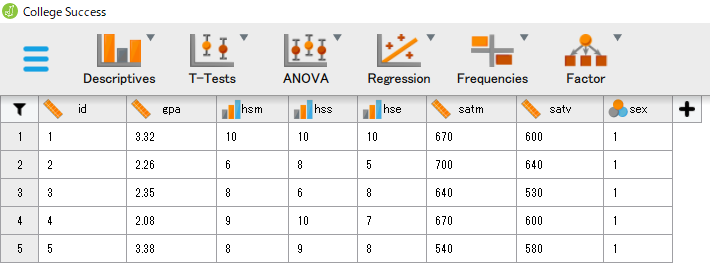 College Success
Descriptives T-Tests ANOVA Regression Frequencies Factor
id gpa hsm hss hse satm satv sex
1 1 3.32 10 10 10 670 600 1
2 2 2.26 6 8 5 700 640 1
3 3 2.35 8 6 8 640 530 1
4 4 2.08 9 10 7 670 600 1
5 5 3.38 8 9 8 540 580 1